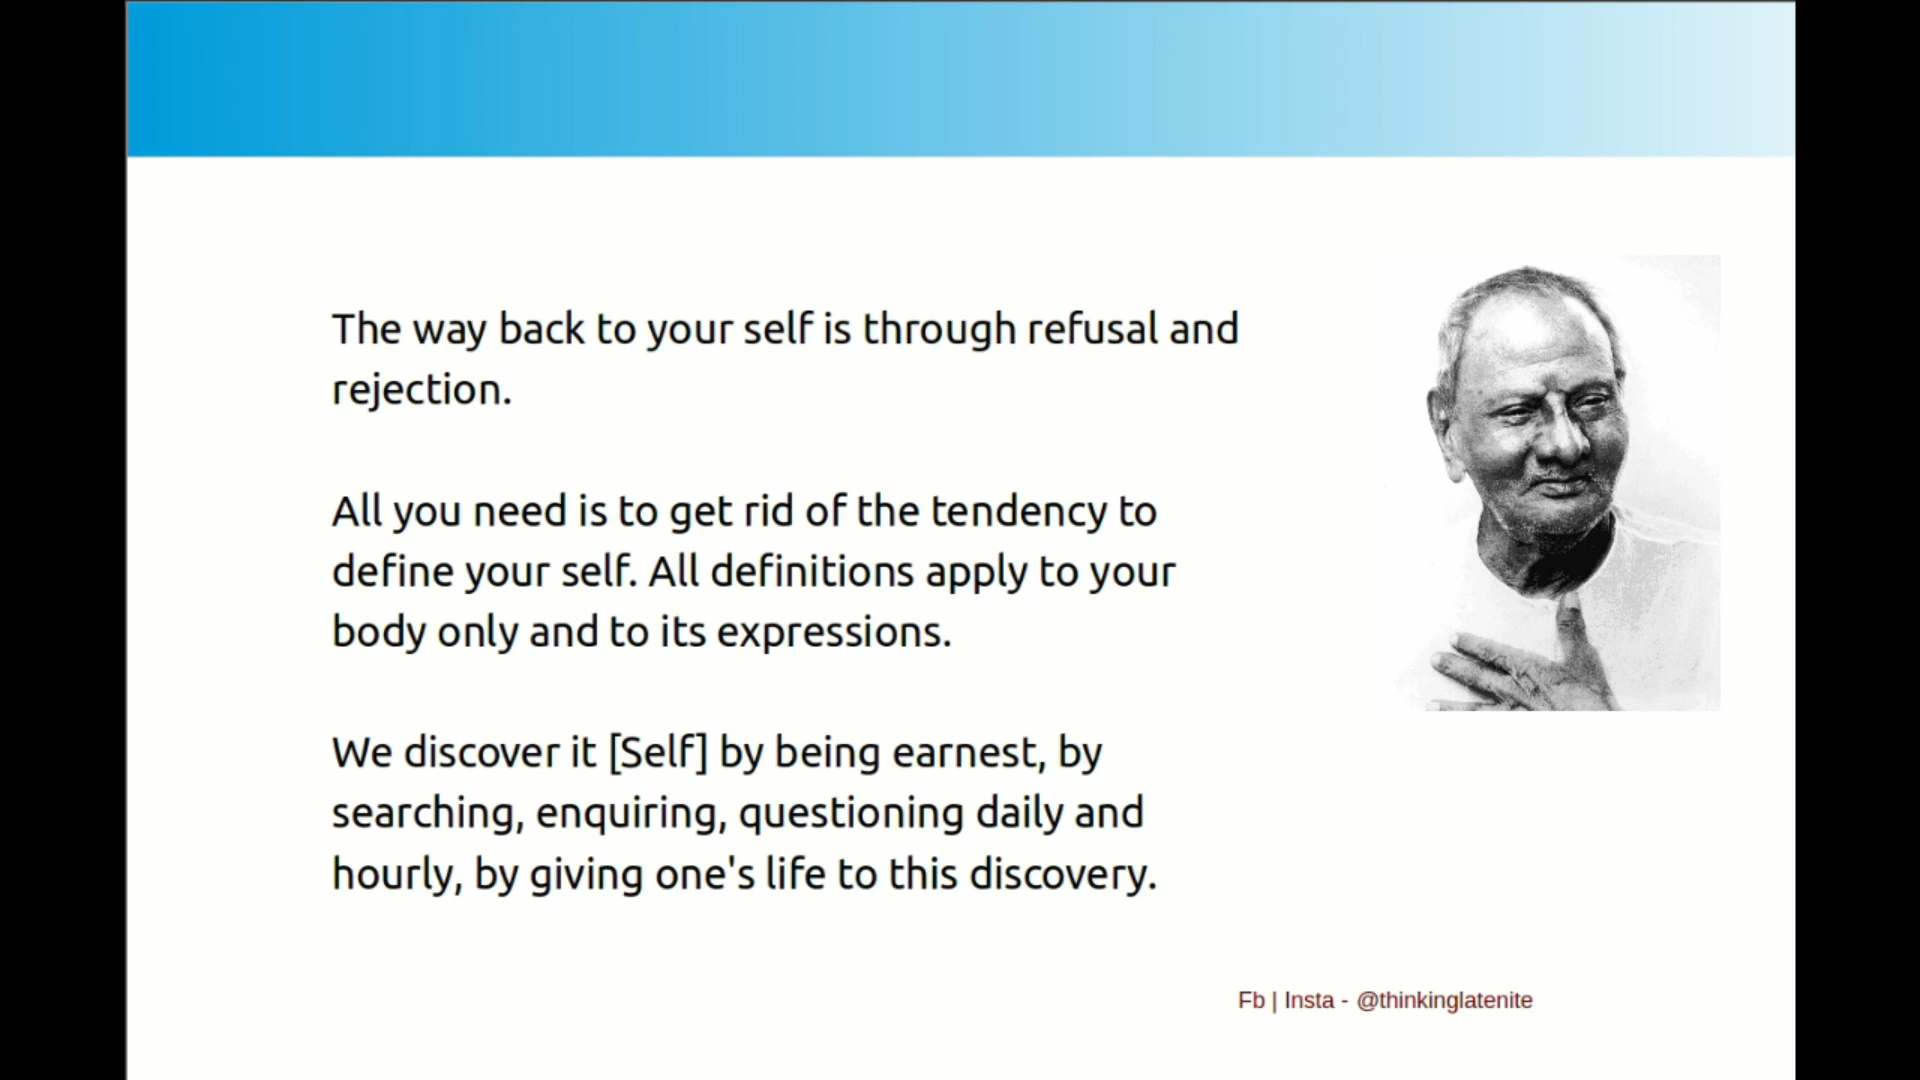 The way back to your self is through refusal and
rejection.
All you need is to get rid of the tendency to
define your self. All definitions apply to your
body only and to its expressions.
We discover it [Self] by being earnest, by
searching, enquiring, questioning daily and
hourly, by giving one's life to this discovery.
Fb | Insta - @thinkinglatenite